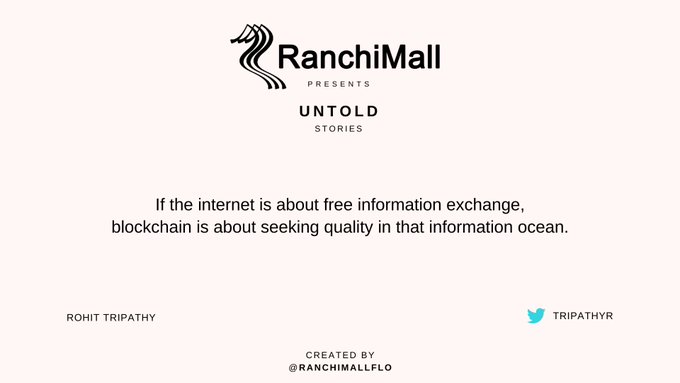 RanchiMall
PRESENTS
UNTOLD
STORIES
If the internet is about free information exchange,
blockchain is about seeking quality in that information ocean.
ROHIT TRIPATHY
TRIPATHYR
CREATED BY
@RANCHIMALLFLO